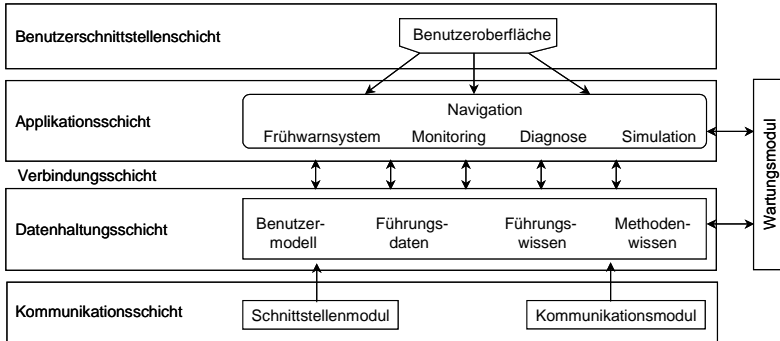 Benutzerschnittstellenschicht
Benutzeroberfläche
Applikationsschicht
Navigation
Frühwarnsystem Monitoring Diagnose Simulation
Wartungsmodul
Verbindungsschicht
Datenhaltungsschicht
Benutzer-
modell
Führungs-
daten
Führungs-
wissen
Methoden-
wissen
Kommunikationsschicht
Schnittstellenmodul
Kommunikationsmodul